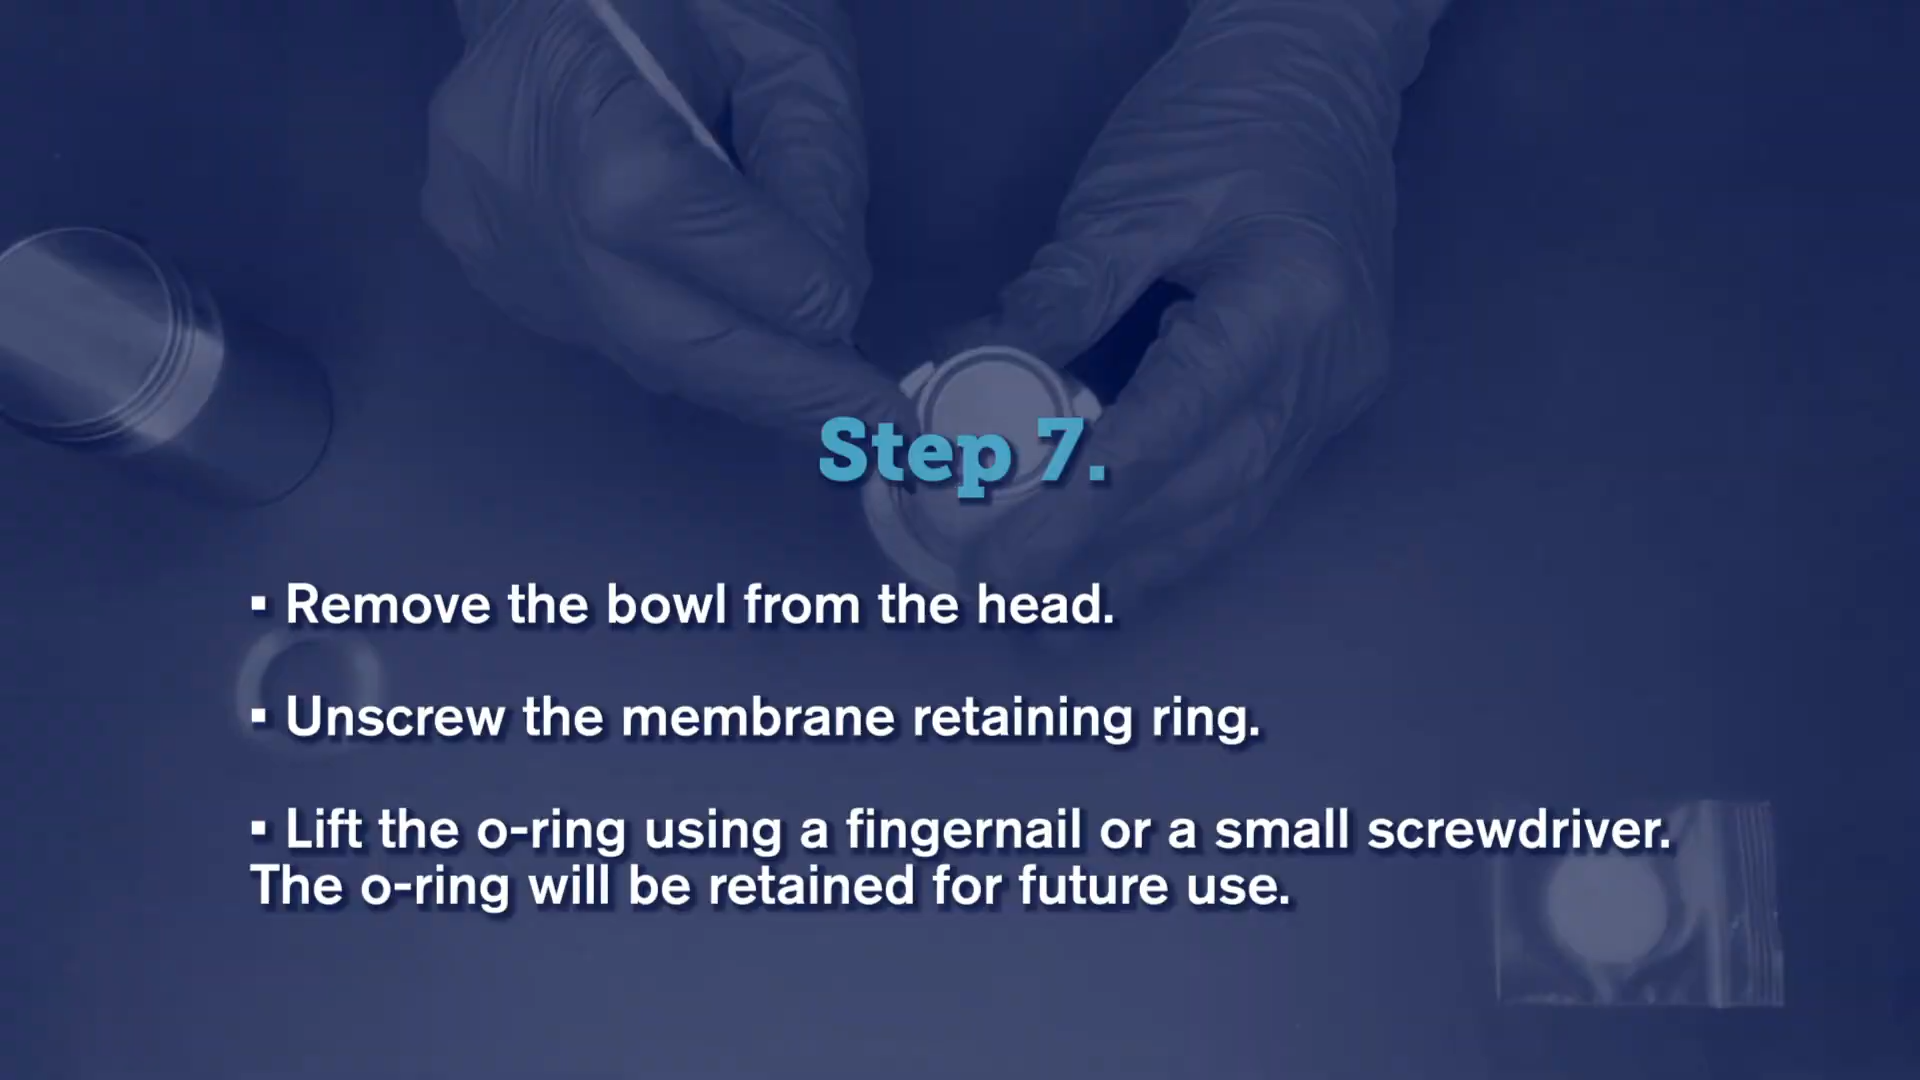 Step 7.
▪ Remove the bowl from the head.
▪ Unscrew the membrane retaining ring.
▪ Lift the o-ring using a fingernail or a small screwdriver.
The o-ring will be retained for future use.